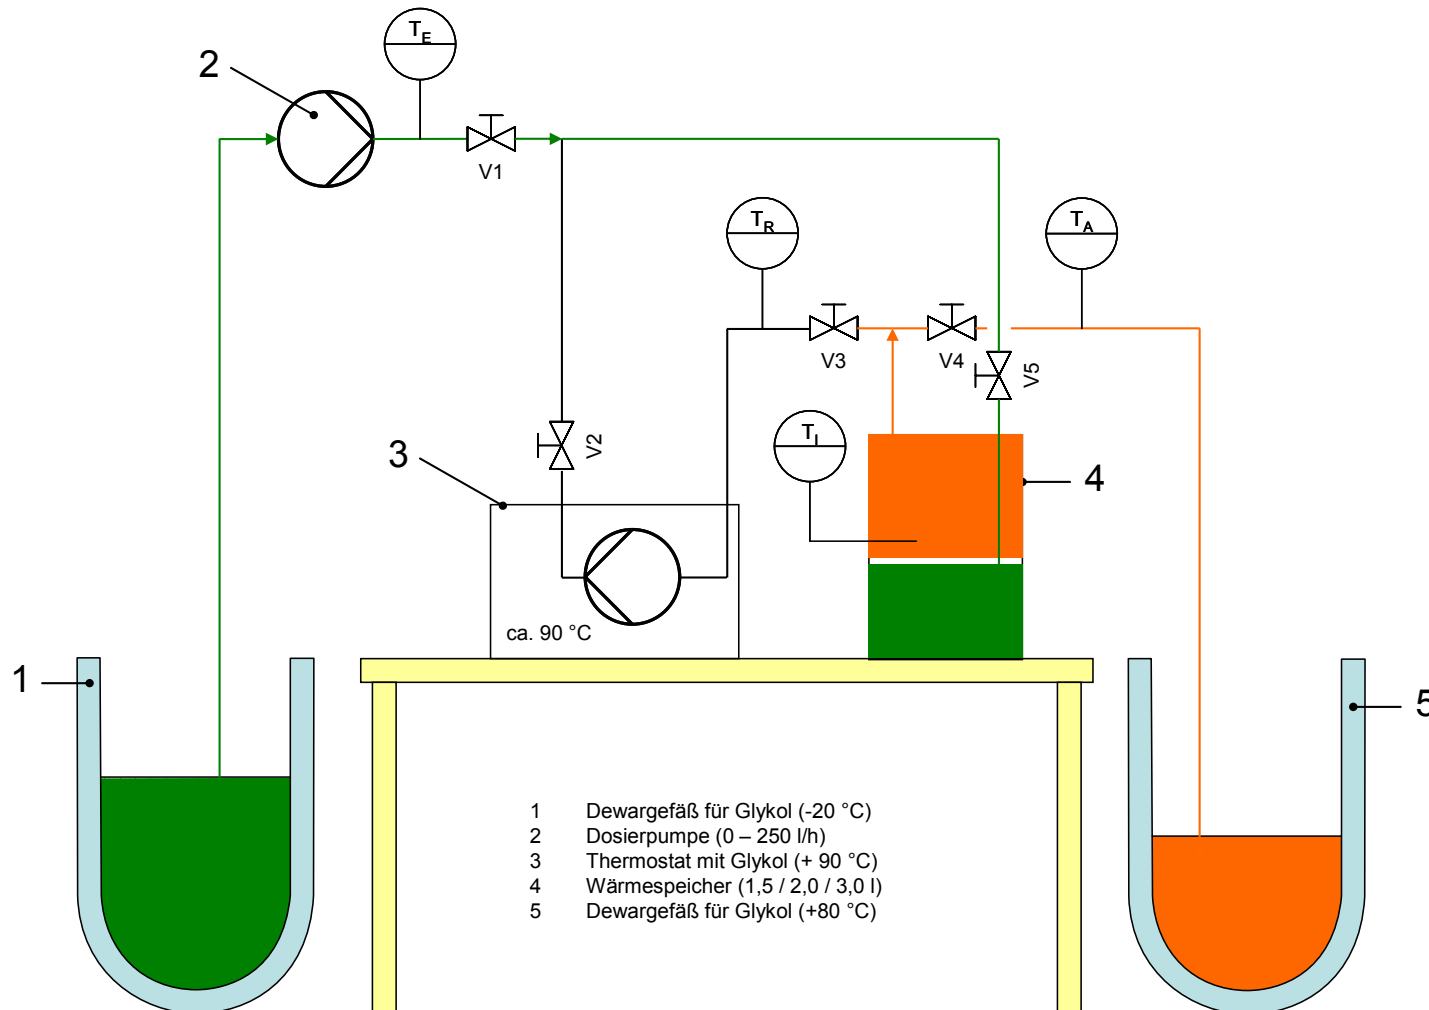 T_E
2
V1
T_R
T_A
V3
V4
V5
T_I
V2
3
4
ca. 90 °C
1
5
1 Dewargefäß für Glykol (-20 °C)
2 Dosierpumpe (0 – 250 l/h)
3 Thermostat mit Glykol (+ 90 °C)
4 Wärmespeicher (1,5 / 2,0 / 3,0 l)
5 Dewargefäß für Glykol (+80 °C)